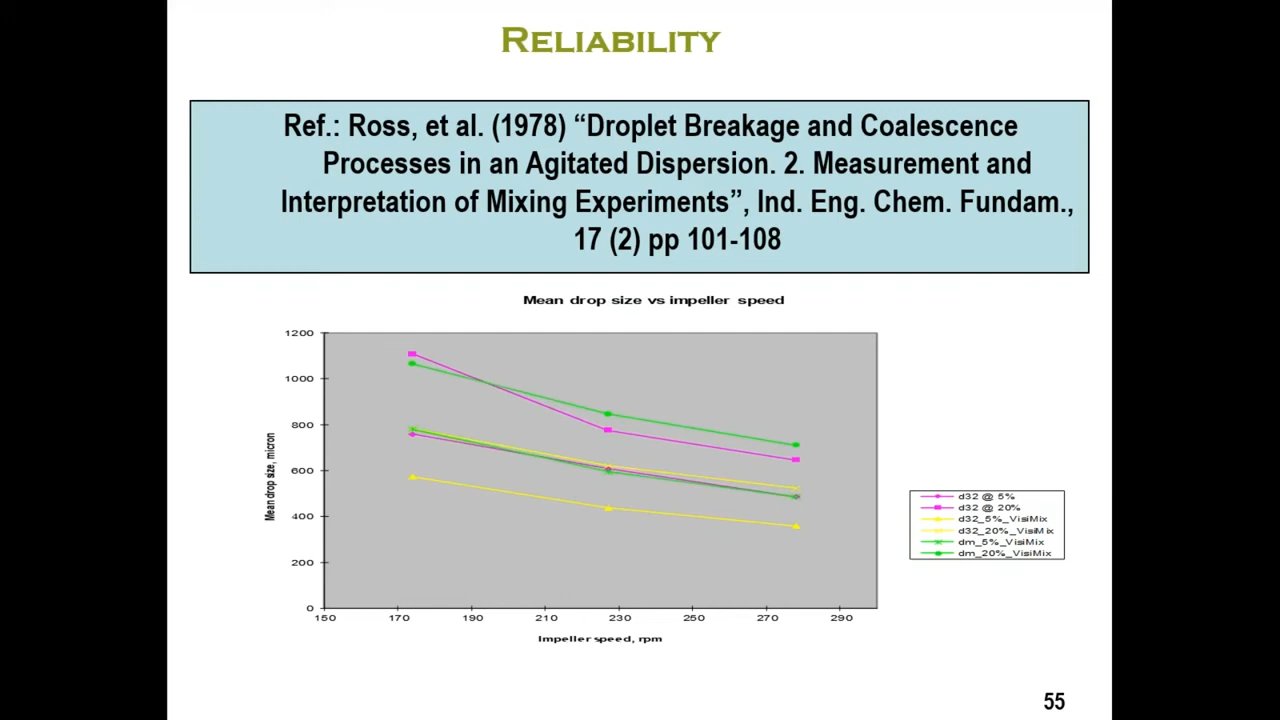 RELIABILITY
Ref.: Ross, et al. (1978) “Droplet Breakage and Coalescence
Processes in an Agitated Dispersion. 2. Measurement and
Interpretation of Mixing Experiments”, Ind. Eng. Chem. Fundam.,
17 (2) pp 101-108
Mean drop size vs impeller speed
1200
1000
800
600
400
200
0
Mean drop size, micron
150 170 190 210 230 250 270 290
Impeller speed, rpm
d32 @ 5%
d32 @ 20%
d32_5%_VisiMix
d32_20%_VisiMix
dm_5%_VisiMix
dm_20%_VisiMix
55